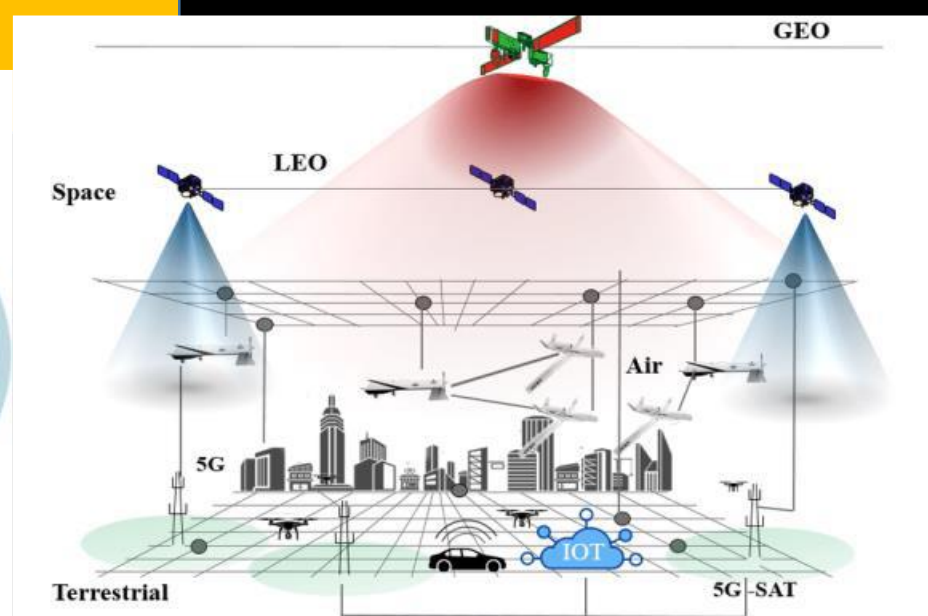 GEO
LEO
Space
Air
5G
IOT
Terrestrial
5G -SAT